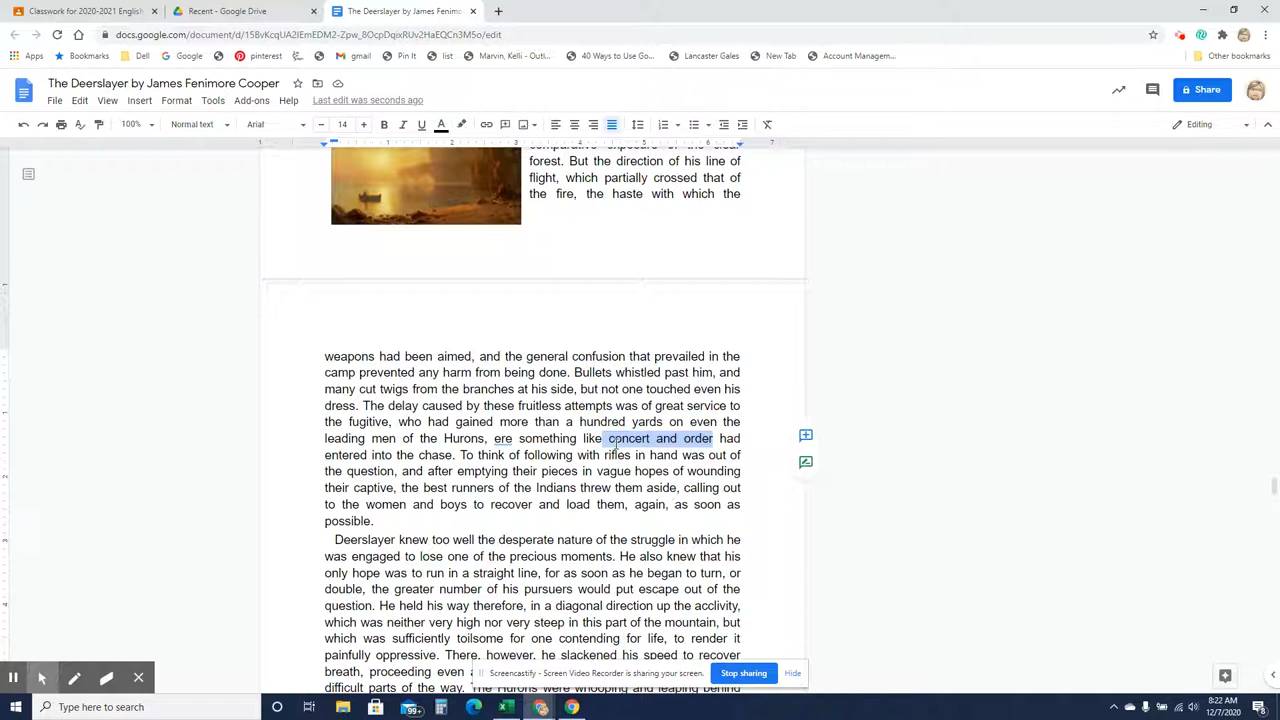 Classwork for 2020-2021 English
Recent - Google Drive
The Deerslayer by James Fenimo
docs.google.com/document/d/158vKcqUA2IEmEDM2-Zpw_8OcpDqixRUv2HaEQCn3M5o/edit
Apps
Bookmarks
Dell
Google
pinterest
gmail
Pin It
list
40 Ways to Use Go...
Marvin, Kelli - Outl...
Lancaster Gales
New Tab
Account Managem...
Other bookmarks
The Deerslayer by James Fenimore Cooper
File Edit View Insert Format Tools Add-ons Help
Last edit was seconds ago
Share
100%
Normal text
Arial
14
Editing
forest. But the direction of his line of
flight, which partially crossed that of
the fire, the haste with which the
weapons had been aimed, and the general confusion that prevailed in the
camp prevented any harm from being done. Bullets whistled past him, and
many cut twigs from the branches at his side, but not one touched even his
dress. The delay caused by these fruitless attempts was of great service to
the fugitive, who had gained more than a hundred yards on even the
leading men of the Hurons, ere something like concert and order had
entered into the chase. To think of following with rifles in hand was out of
the question, and after emptying their pieces in vague hopes of wounding
their captive, the best runners of the Indians threw them aside, calling out
to the women and boys to recover and load them, again, as soon as
possible.
Deerslayer knew too well the desperate nature of the struggle in which he
was engaged to lose one of the precious moments. He also knew that his
only hope was to run in a straight line, for as soon as he began to turn, or
double, the greater number of his pursuers would put escape out of the
question. He held his way therefore, in a diagonal direction up the acclivity,
which was neither very high nor very steep in this part of the mountain, but
which was sufficiently toilsome for one contending for life, to render it
painfully oppressive. There, however, he slackened his speed to recover
breath, proceeding even
difficult parts of the way. The Hurons were whooping and leaping behind
Screencastify - Screen Video Recorder is sharing your screen.
Stop sharing
Hide
Type here to search
99+
8:22 AM
12/7/2020